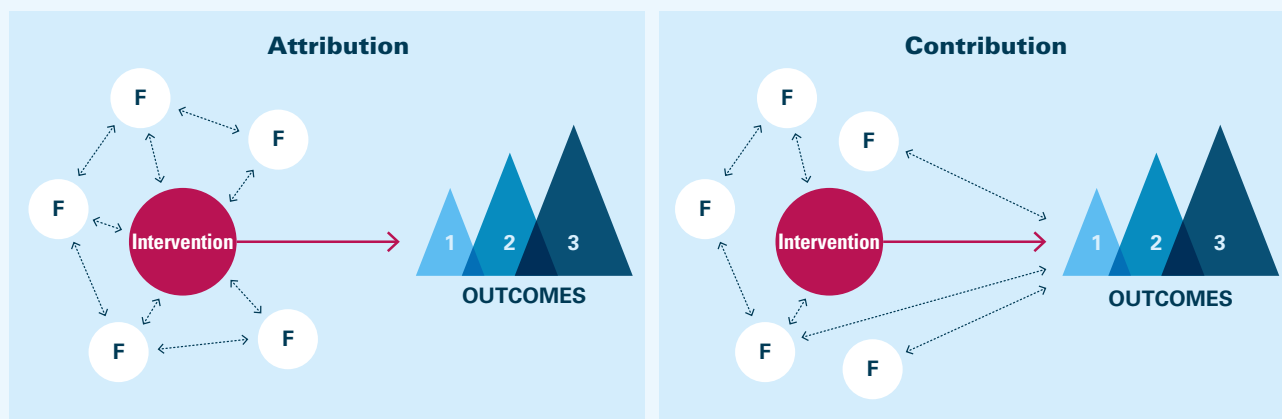 Attribution
F
F
F
Intervention
F
F
1 2 3
OUTCOMES
Contribution
F
F
F
Intervention
F
F
1 2 3
OUTCOMES